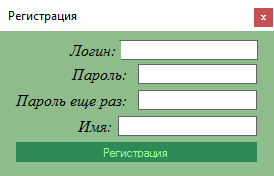 Регистрация
x
Логин:
Пароль:
Пароль еще раз:
Имя:
Регистрация